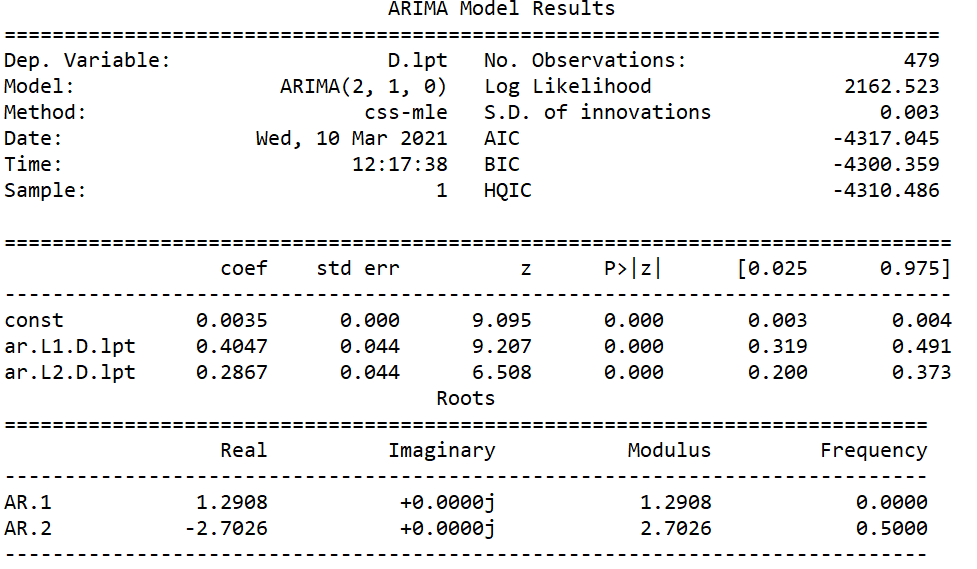 ARIMA Model Results
==============================================================================
Dep. Variable:                  D.lpt   No. Observations:                  479
Model:                 ARIMA(2, 1, 0)   Log Likelihood                2162.523
Method:                       css-mle   S.D. of innovations              0.003
Date:                Wed, 10 Mar 2021   AIC                          -4317.045
Time:                        12:17:38   BIC                          -4300.359
Sample:                             1   HQIC                         -4310.486

===============================================================================
                  coef    std err          z      P>|z|      [0.025      0.975]
-------------------------------------------------------------------------------
const           0.0035      0.000      9.095      0.000       0.003       0.004
ar.L1.D.lpt     0.4047      0.044      9.207      0.000       0.319       0.491
ar.L2.D.lpt     0.2867      0.044      6.508      0.000       0.200       0.373
                                    Roots
=============================================================================
                  Real          Imaginary           Modulus         Frequency
-----------------------------------------------------------------------------
AR.1            1.2908           +0.0000j            1.2908            0.0000
AR.2           -2.7026           +0.0000j            2.7026            0.5000
-----------------------------------------------------------------------------